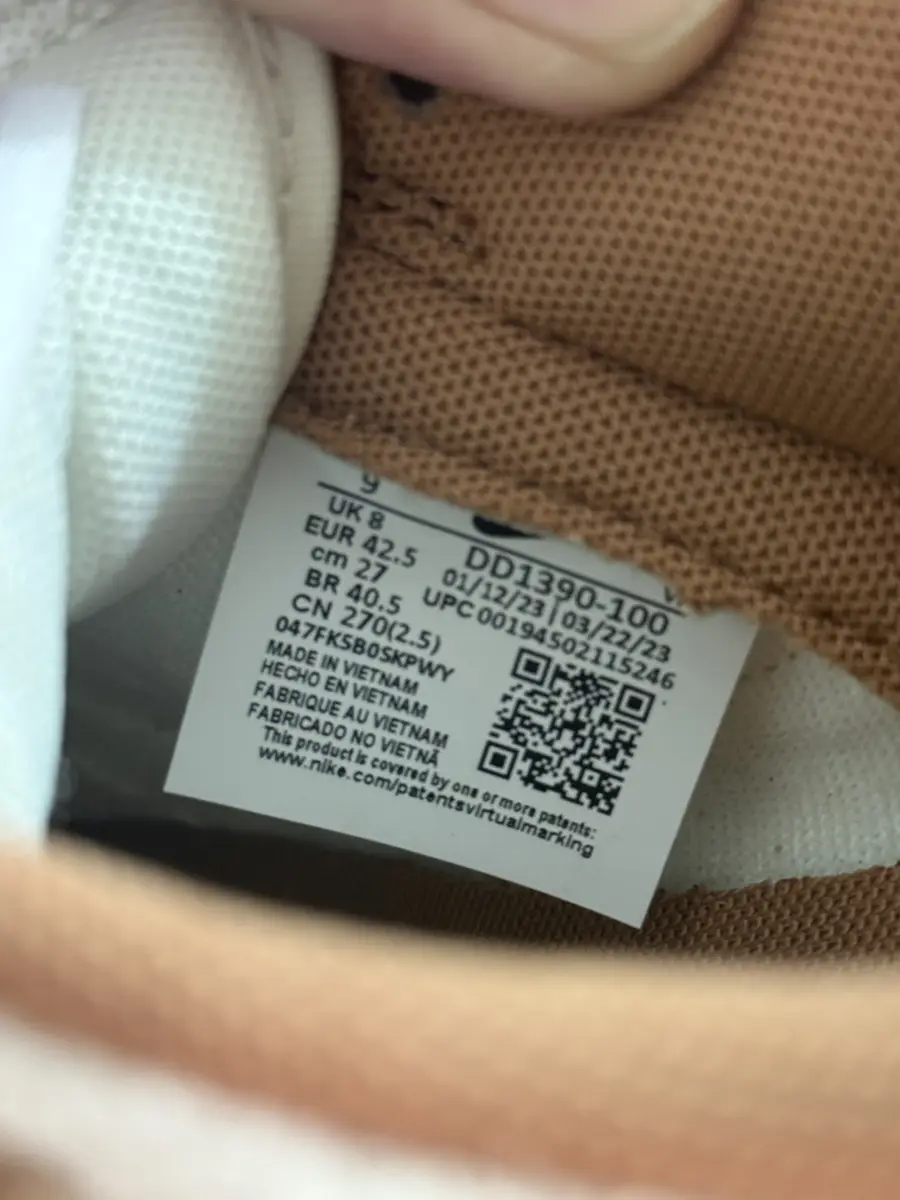 9
UK 8
EUR 42.5
cm 27
BR 40.5
CN 270(2.5)
DD1390-100
01/12/23 | 03/22/23
UPC 00194502115246
047FKSB0SKPWY
MADE IN VIETNAM
HECHO EN VIETNAM
FABRIQUE AU VIETNAM
FABRICADO NO VIETNÃ
This product is covered by one or more patents:
www.nike.com/patentsvirtualmarking